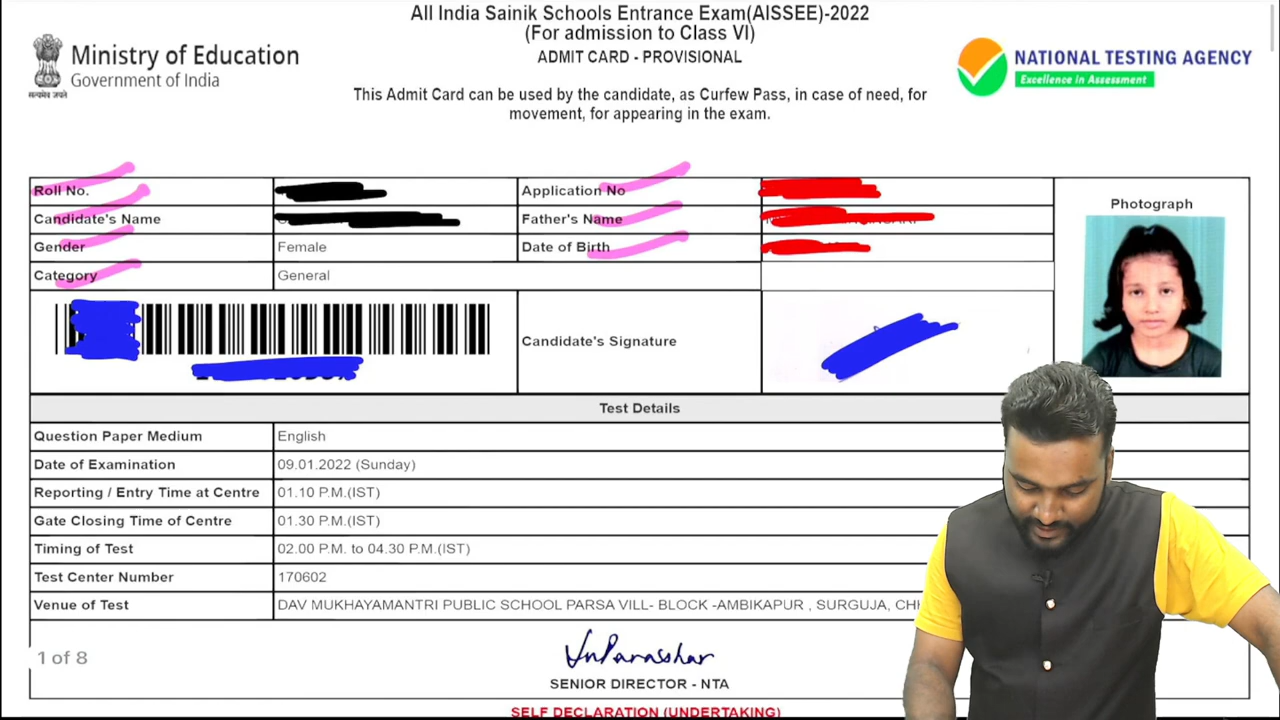 All India Sainik Schools Entrance Exam(AISSEE)-2022
(For admission to Class VI)
ADMIT CARD - PROVISIONAL
Ministry of Education
Government of India
सत्यमेव जयते
NATIONAL TESTING AGENCY
Excellence in Assessment
This Admit Card can be used by the candidate, as Curfew Pass, in case of need, for
movement, for appearing in the exam.
Roll No. Application No
Candidate's Name Father's Name
Gender Female Date of Birth
Category General
Photograph
Candidate's Signature
Test Details
Question Paper Medium English
Date of Examination 09.01.2022 (Sunday)
Reporting / Entry Time at Centre 01.10 P.M.(IST)
Gate Closing Time of Centre 01.30 P.M.(IST)
Timing of Test 02.00 P.M. to 04.30 P.M.(IST)
Test Center Number 170602
Venue of Test DAV MUKHAYAMANTRI PUBLIC SCHOOL PARSA VILL- BLOCK -AMBIKAPUR , SURGUJA,
1 of 8
SENIOR DIRECTOR - NTA
SELF DECLARATION (UNDERTAKING)